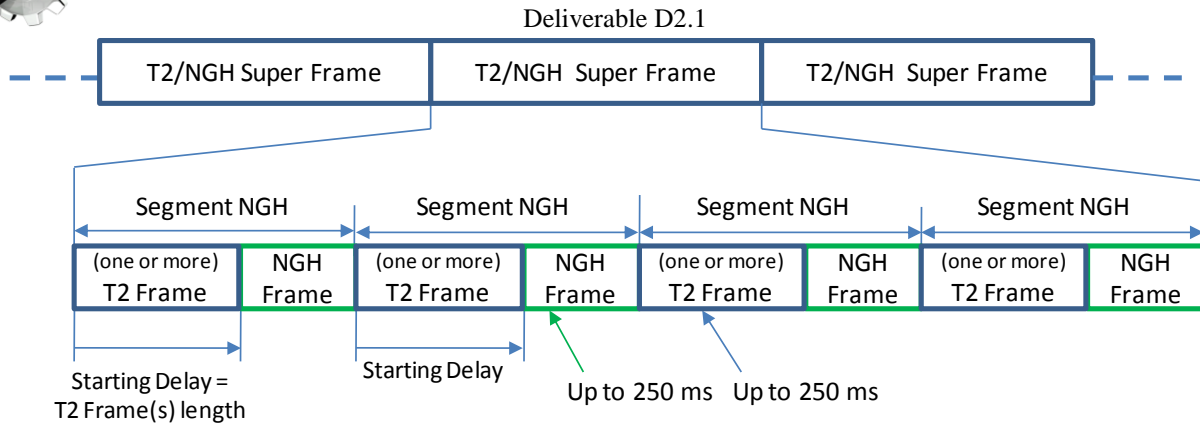 Deliverable D2.1
T2/NGH Super Frame
T2/NGH Super Frame
T2/NGH Super Frame
Segment NGH
Segment NGH
Segment NGH
Segment NGH
(one or more)
T2 Frame
NGH
Frame
(one or more)
T2 Frame
NGH
Frame
(one or more)
T2 Frame
NGH
Frame
(one or more)
T2 Frame
NGH
Frame
Starting Delay =
T2 Frame(s) length
Starting Delay
Up to 250 ms
Up to 250 ms